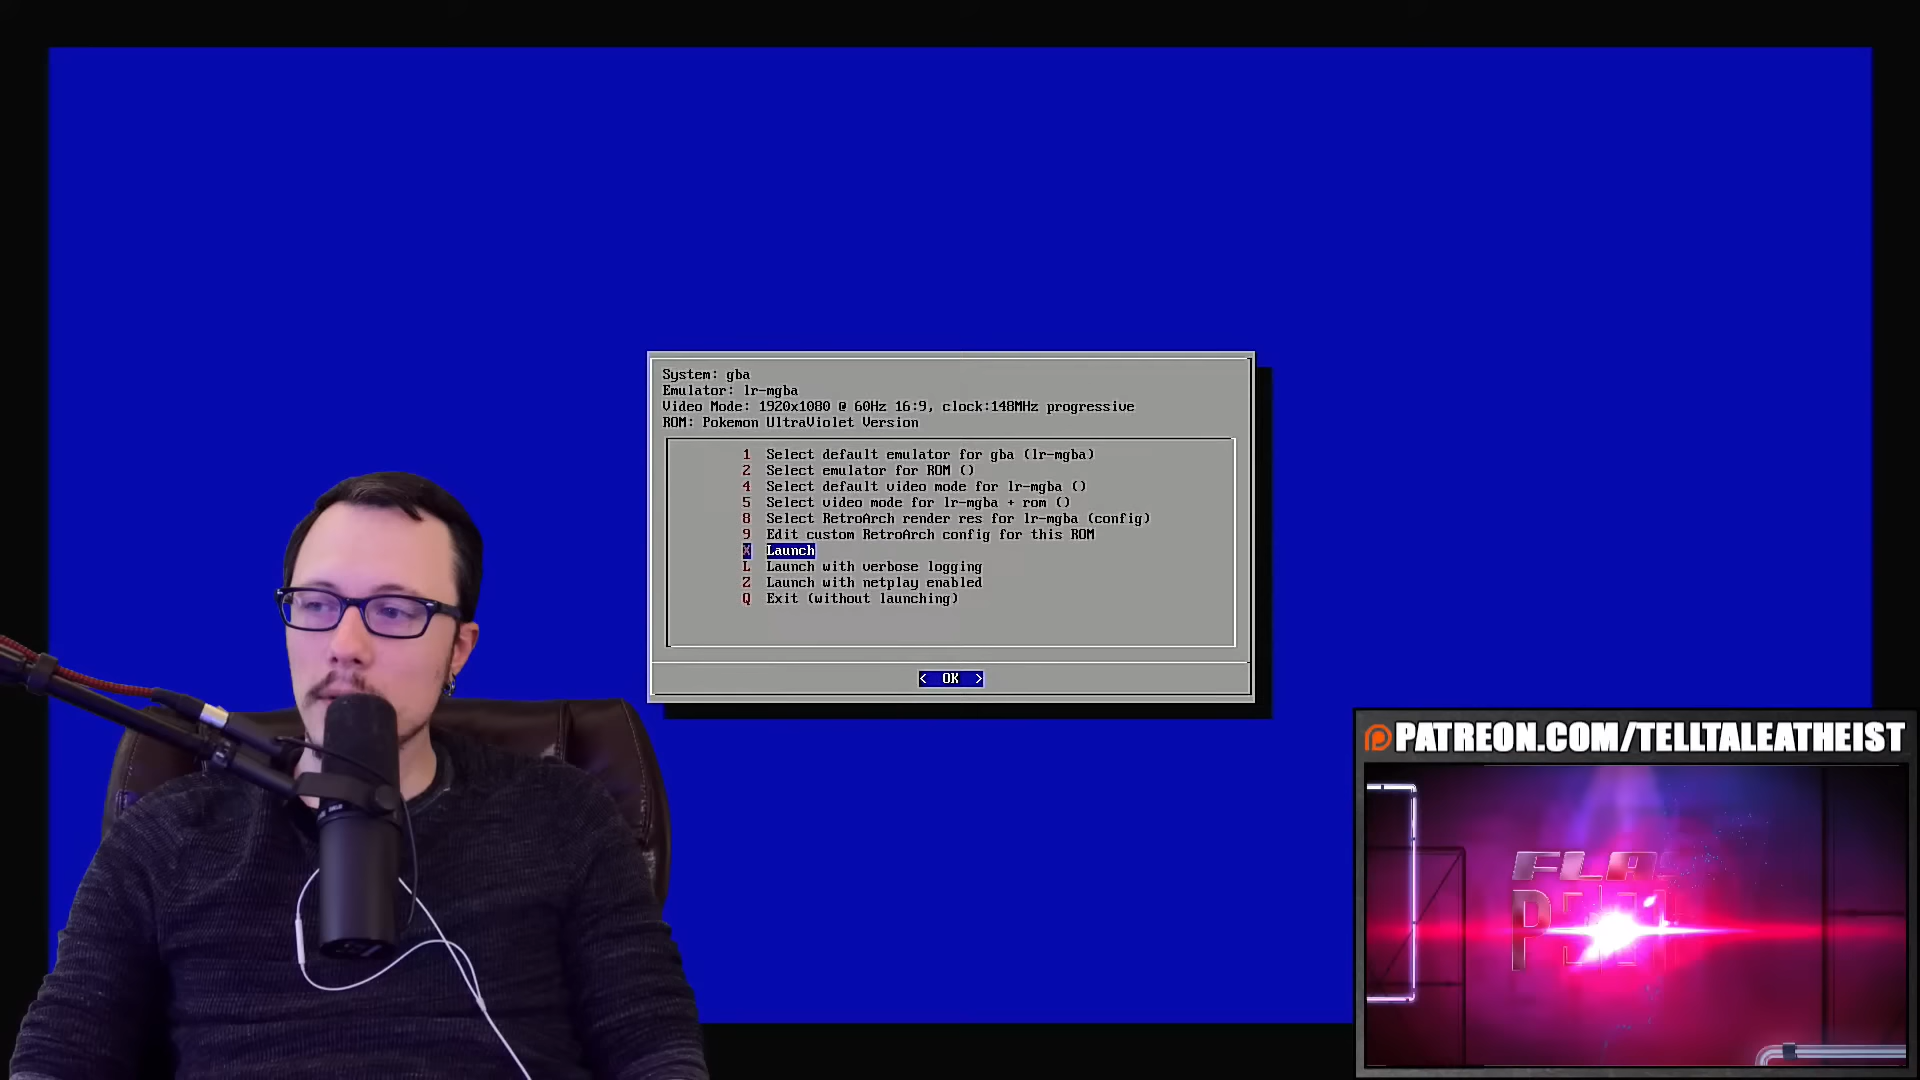 System: gba
Emulator: lr-mgba
Video Mode: 1920x1080 @ 60Hz 16:9, clock:148MHz progressive
ROM: Pokemon UltraViolet Version
1 Select default emulator for gba (lr-mgba)
2 Select emulator for ROM ()
4 Select default video mode for lr-mgba ()
5 Select video mode for lr-mgba + rom ()
8 Select RetroArch render res for lr-mgba (config)
9 Edit custom RetroArch config for this ROM
X Launch
L Launch with verbose logging
Z Launch with netplay enabled
Q Exit (without launching)
< OK >
PATREON.COM/TELLTALEATHEIST